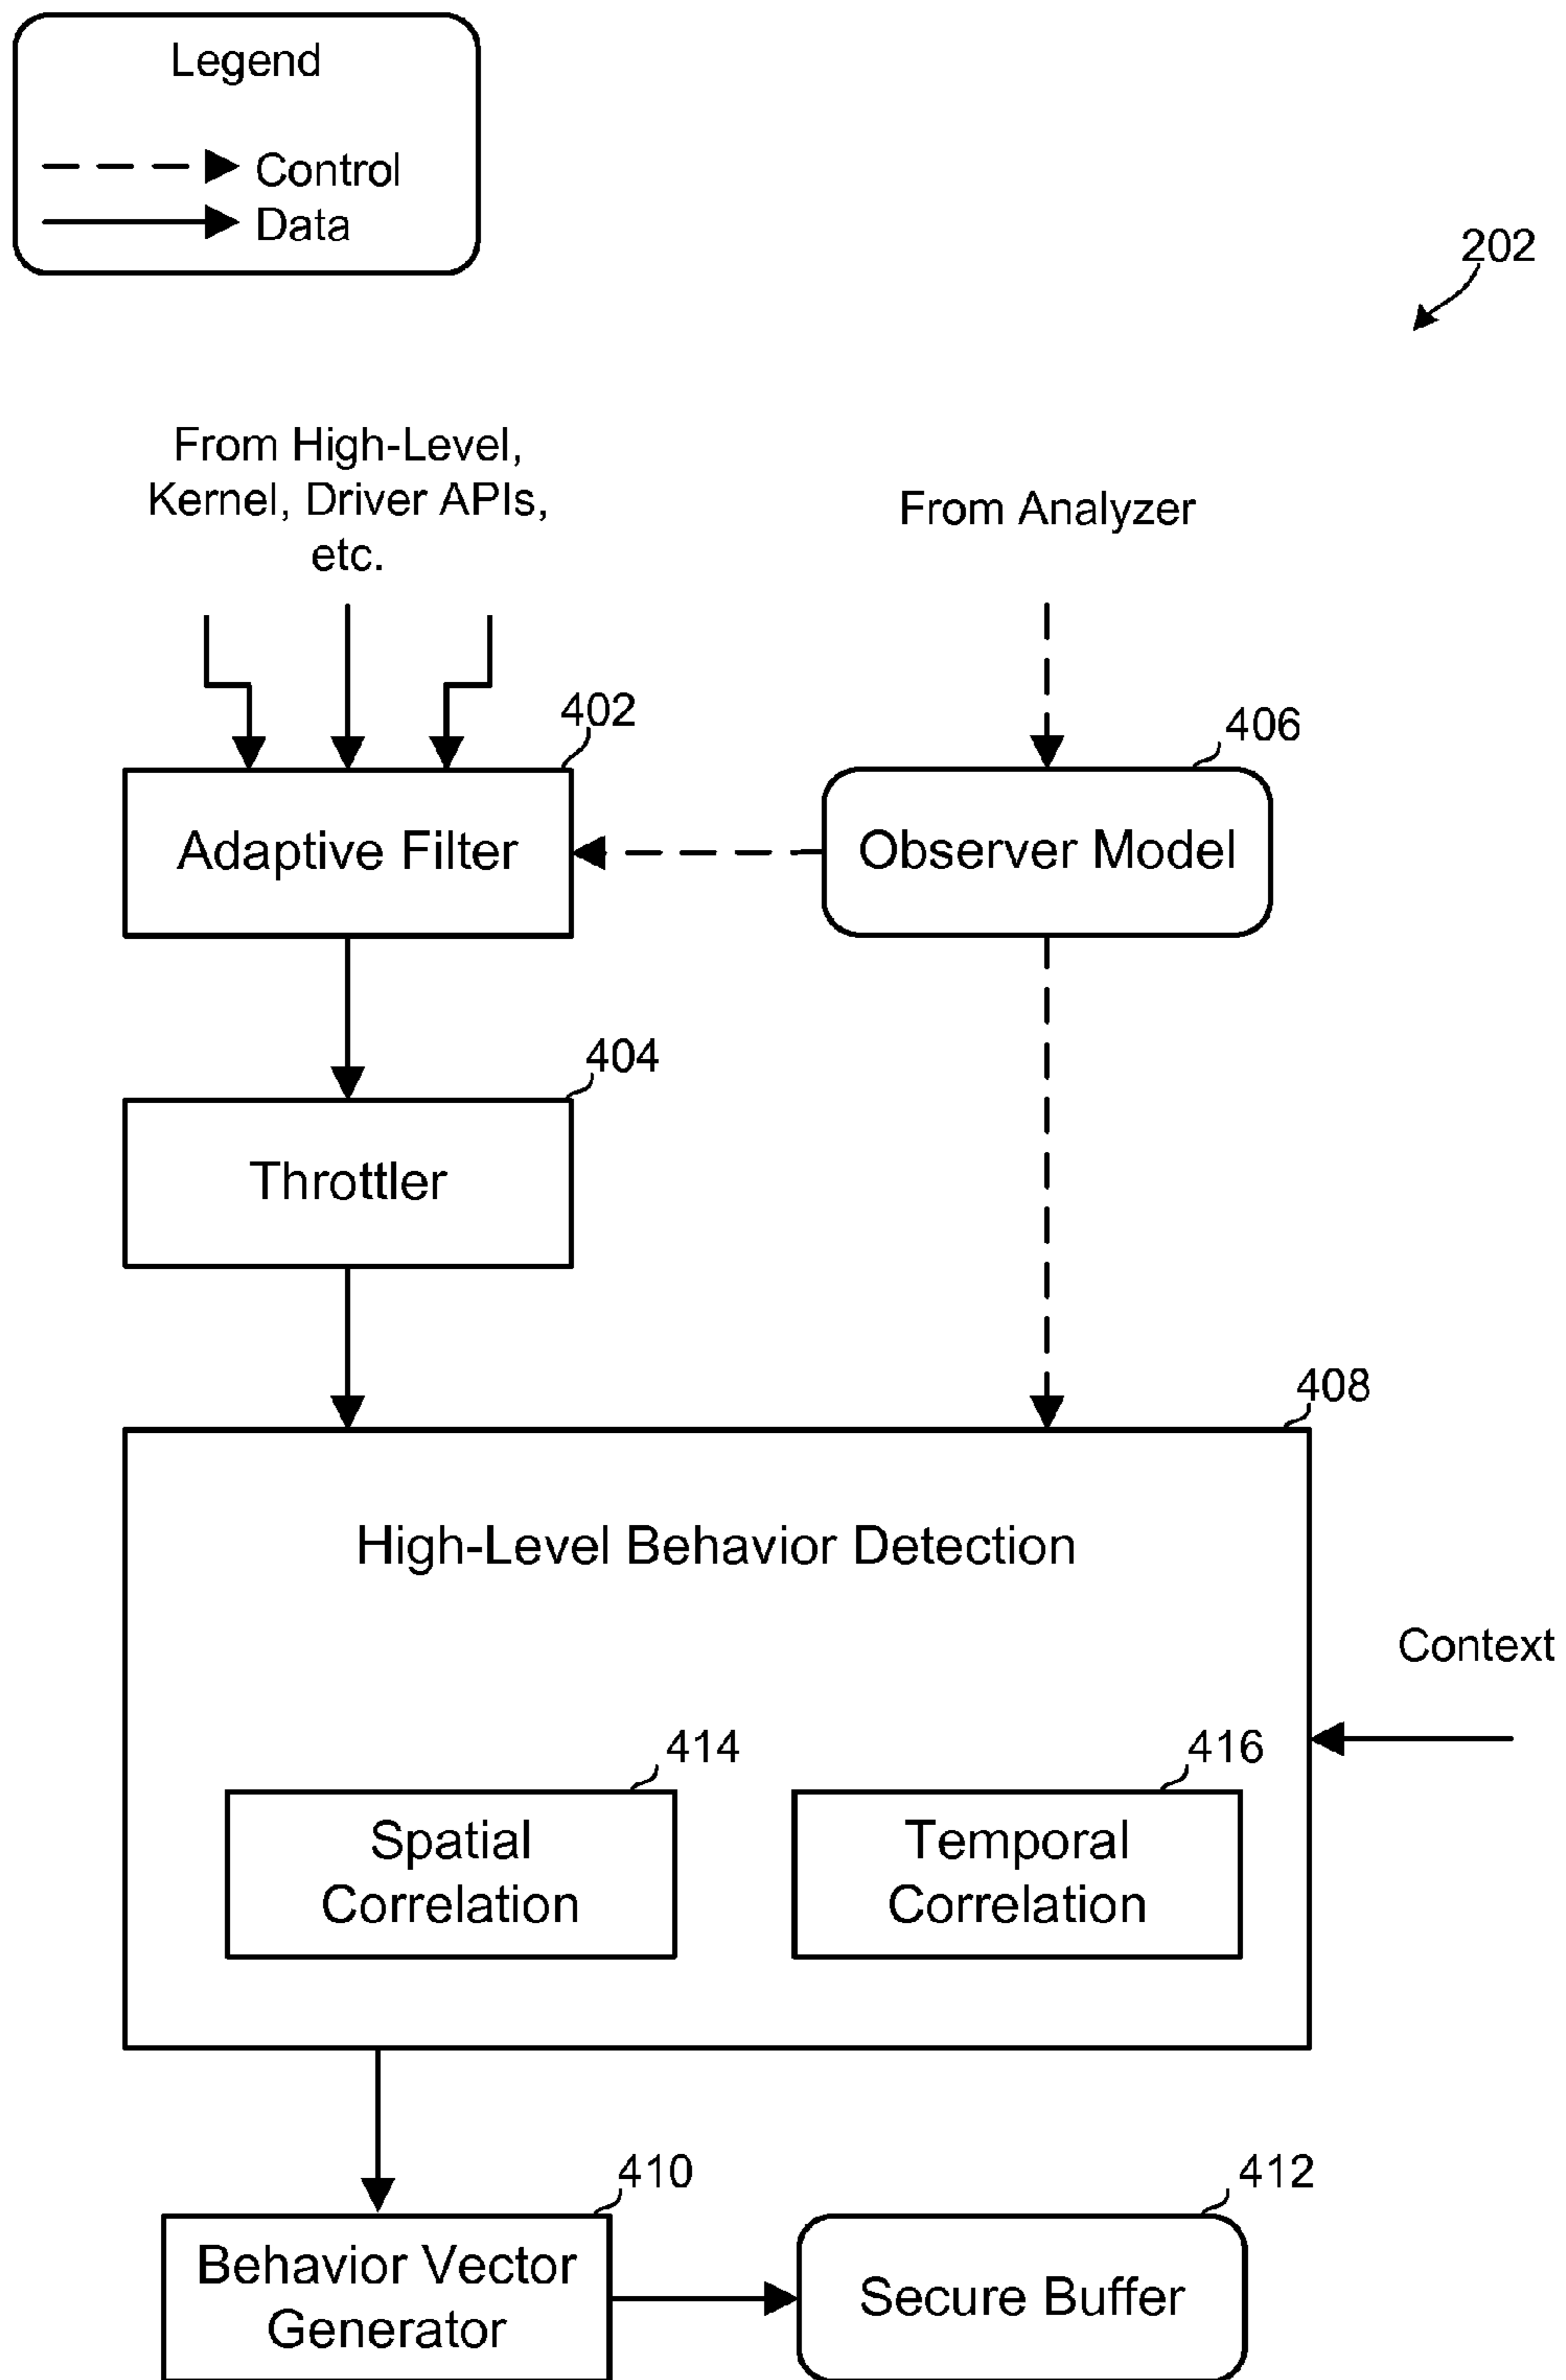 Legend
Control
Data
202
From High-Level,
Kernel, Driver APIs,
etc.
From Analyzer
402
406
Adaptive Filter
Observer Model
404
Throttler
408
High-Level Behavior Detection
Context
414
416
Spatial
Correlation
Temporal
Correlation
410
412
Behavior Vector
Generator
Secure Buffer